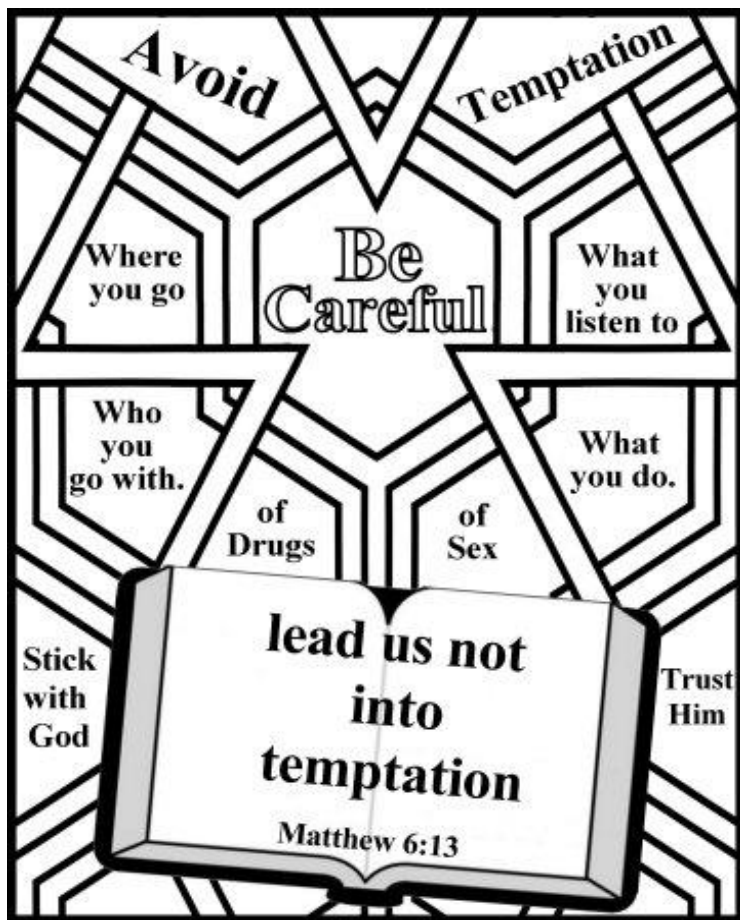 Avoid
Temptation
Be
Careful
Where
you go
What
you
listen to
Who
you
go with.
What
you do.
of
Drugs
of
Sex
Stick
with
God
Trust
Him
lead us not
into
temptation
Matthew 6:13